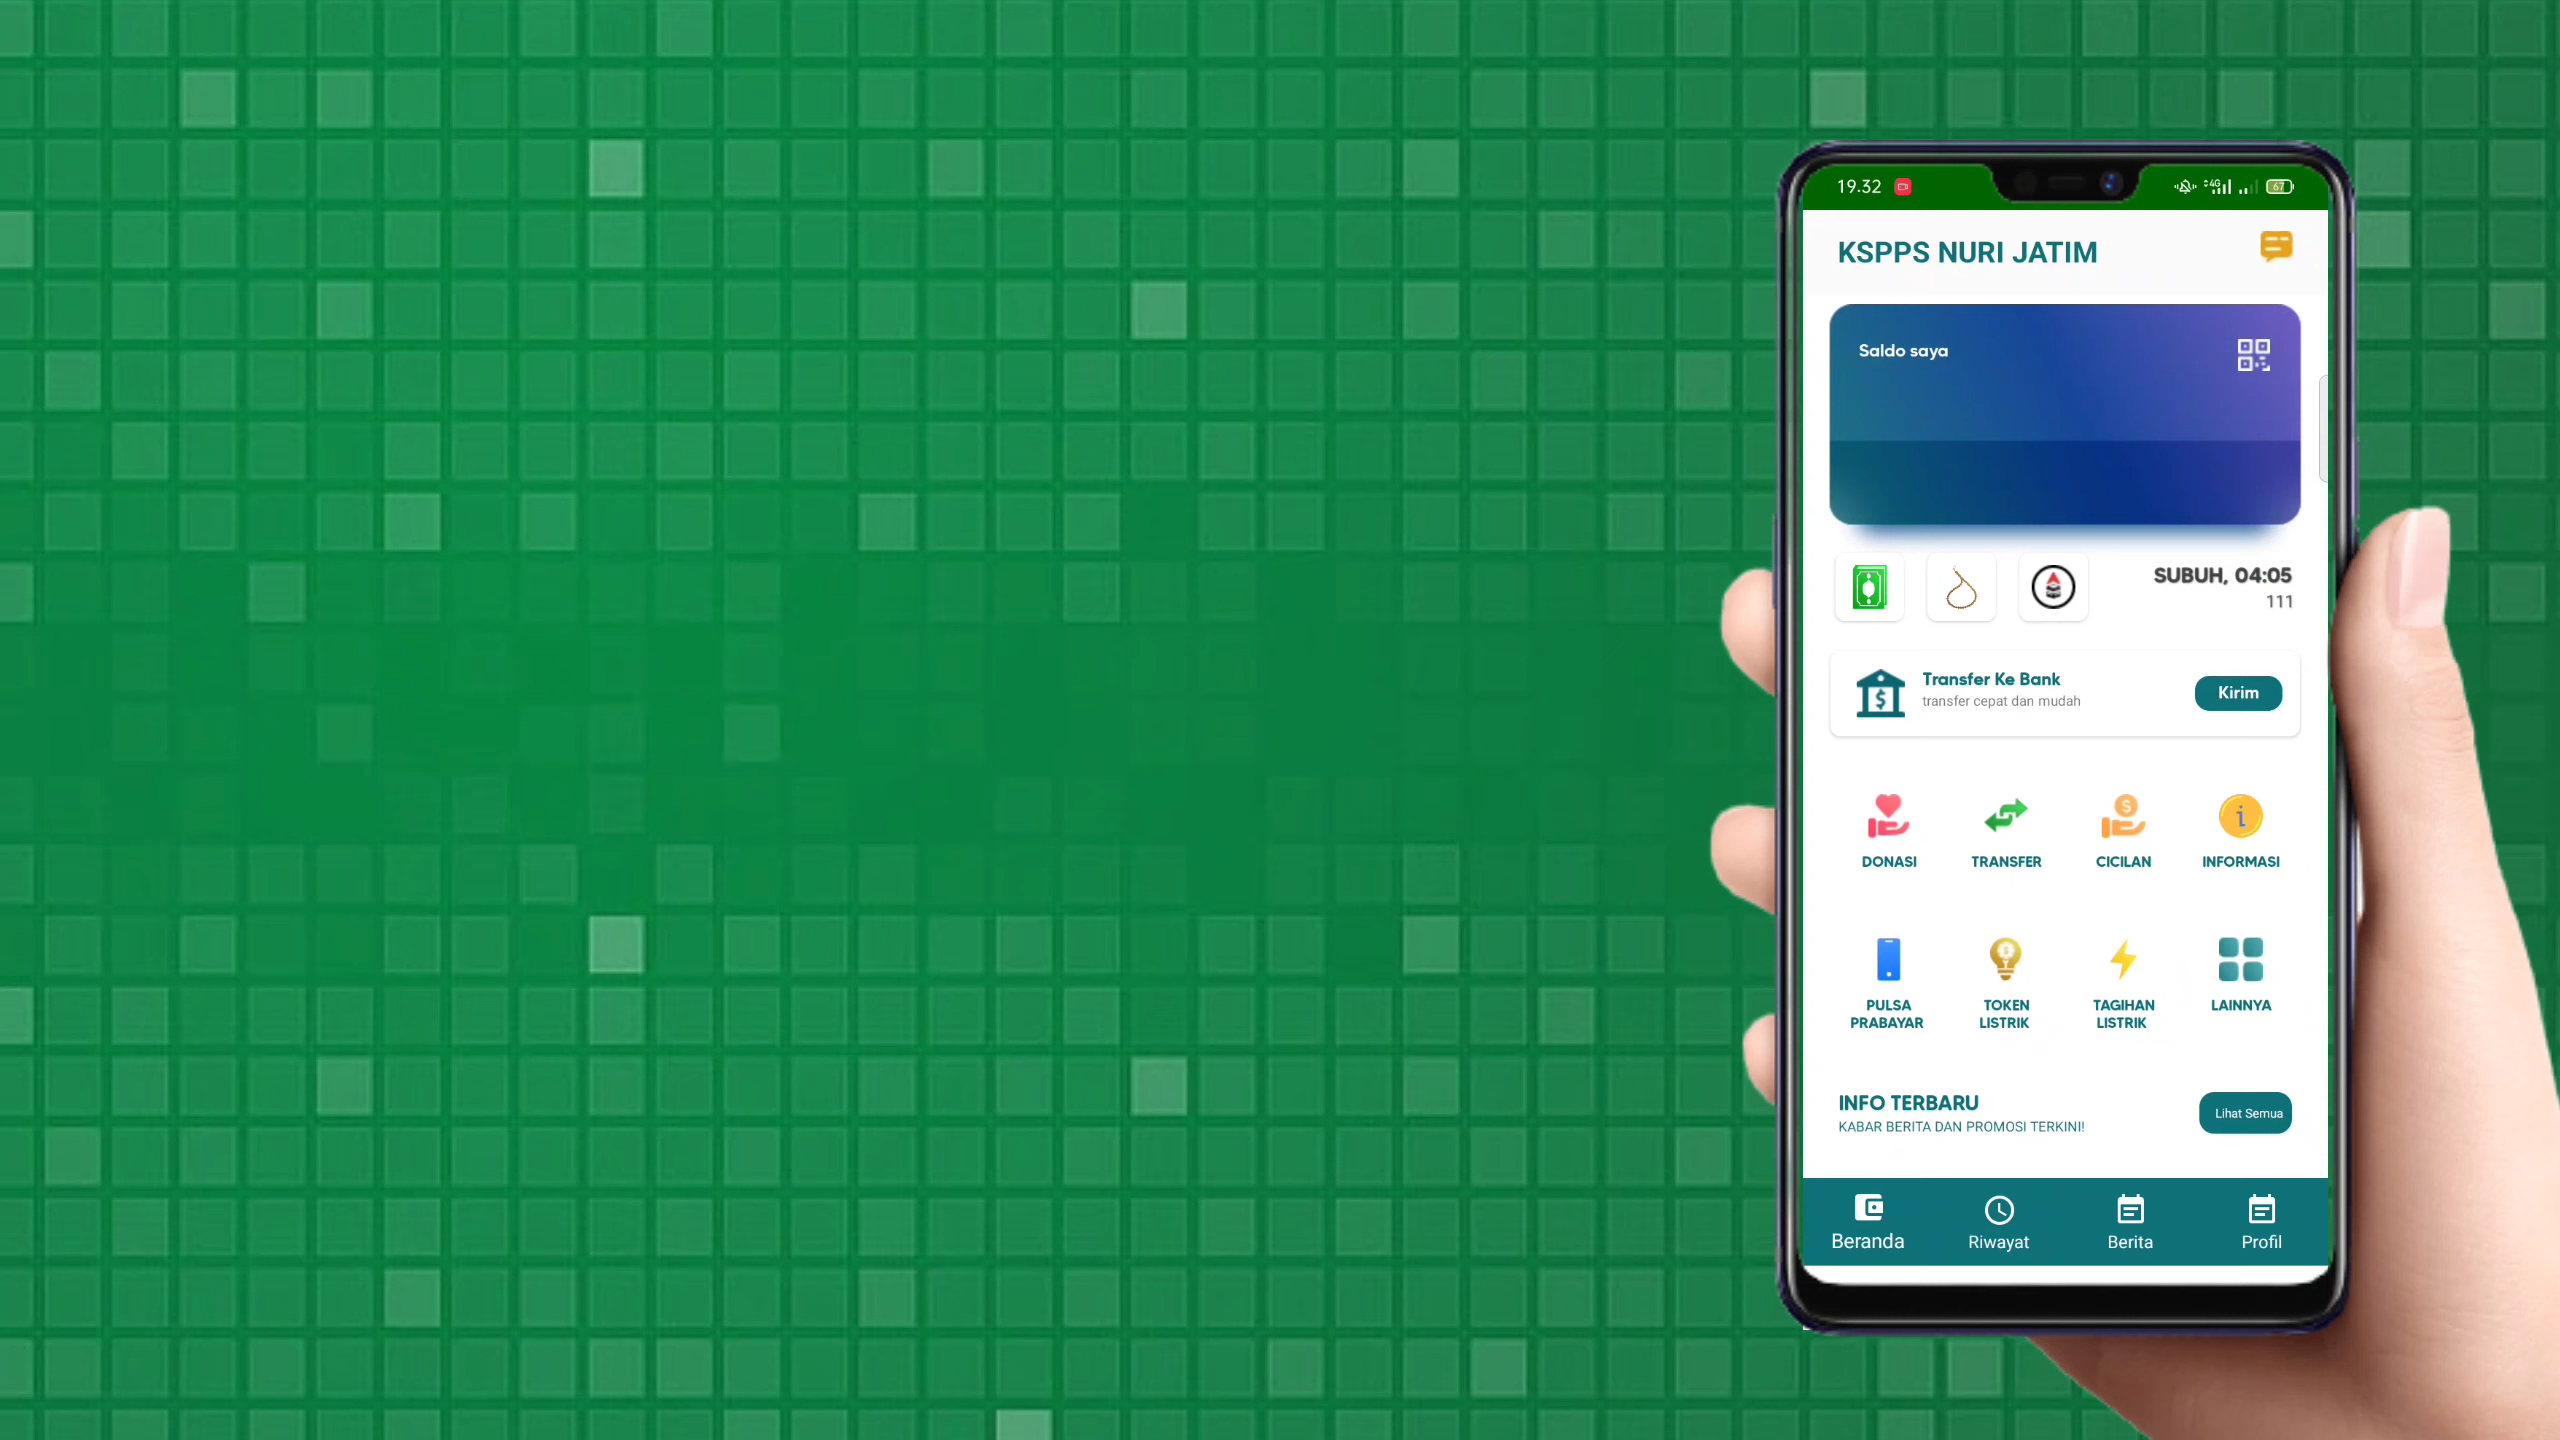 19.32
4G
67
KSPPS NURI JATIM
Saldo saya
SUBUH, 04:05
111
Transfer Ke Bank
transfer cepat dan mudah
Kirim
DONASI
TRANSFER
CICILAN
INFORMASI
PULSA
PRABAYAR
TOKEN
LISTRIK
TAGIHAN
LISTRIK
LAINNYA
INFO TERBARU
KABAR BERITA DAN PROMOSI TERKINI!
Lihat Semua
Beranda
Riwayat
Berita
Profil